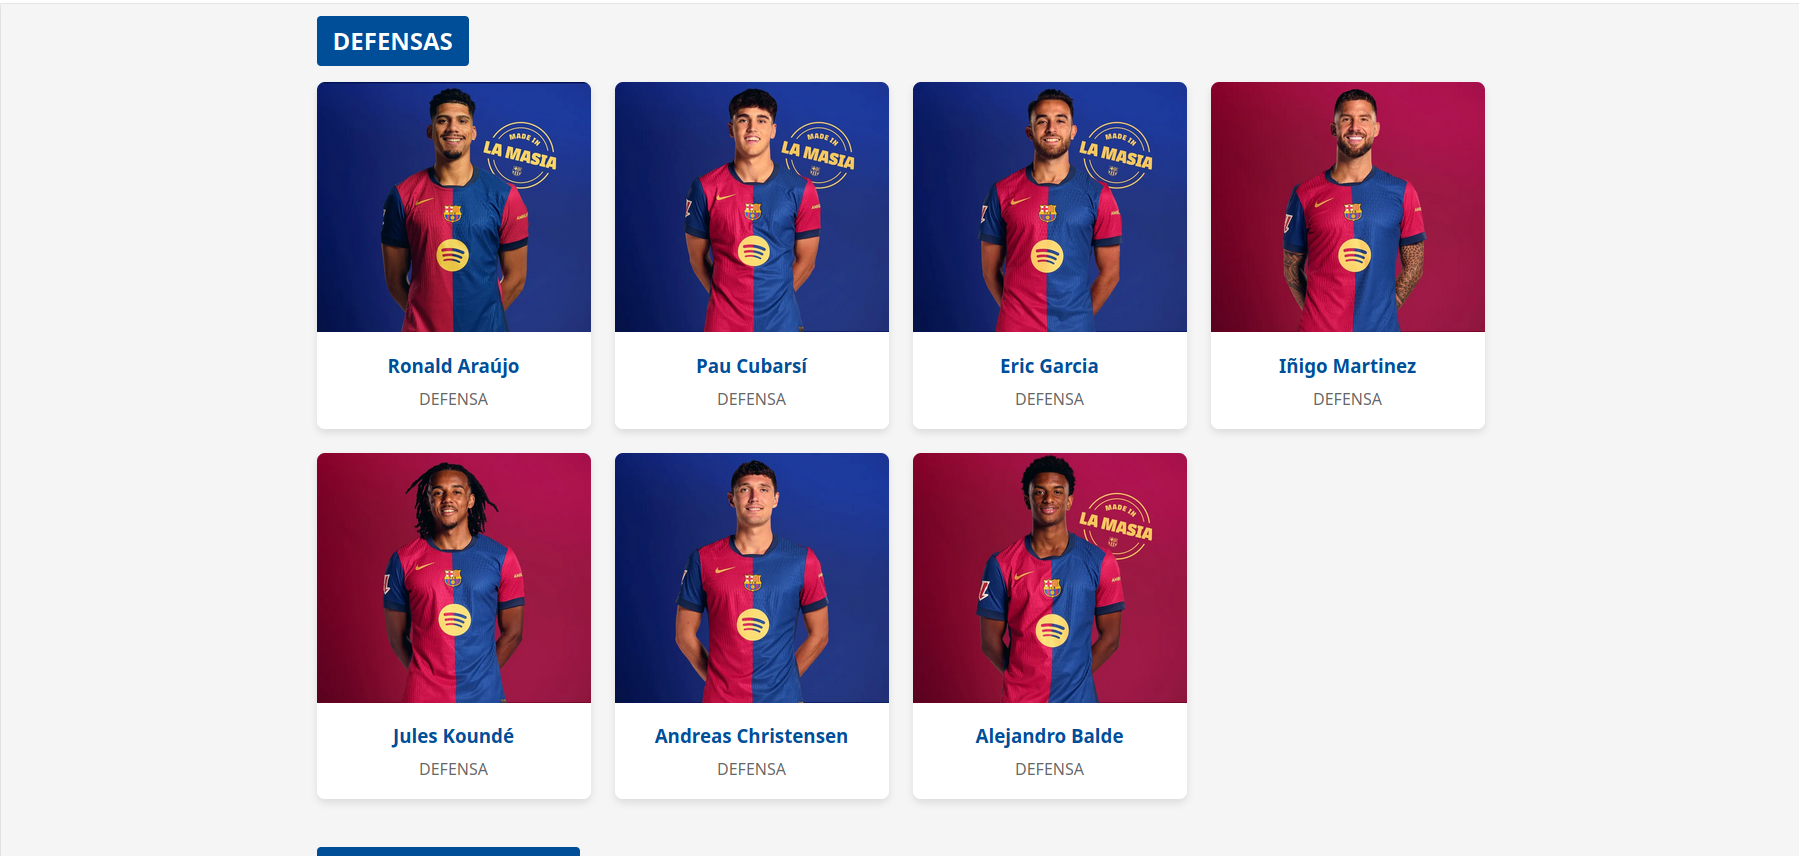 DEFENSAS
MADE IN
LA MASIA
MADE IN
LA MASIA
MADE IN
LA MASIA
Ronald Araújo
Pau Cubarsí
Eric Garcia
Iñigo Martinez
DEFENSA
DEFENSA
DEFENSA
DEFENSA
MADE IN
LA MASIA
Jules Koundé
Andreas Christensen
Alejandro Balde
DEFENSA
DEFENSA
DEFENSA